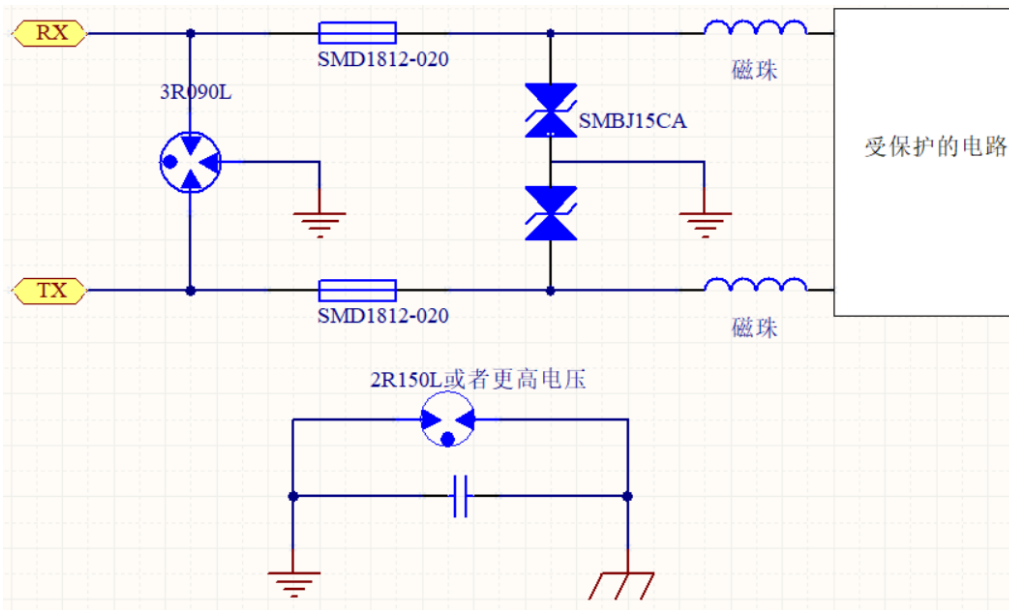 RX
SMD1812-020
磁珠
3R090L
SMBJ15CA
受保护的电路
TX
SMD1812-020
磁珠
2R150L或者更高电压